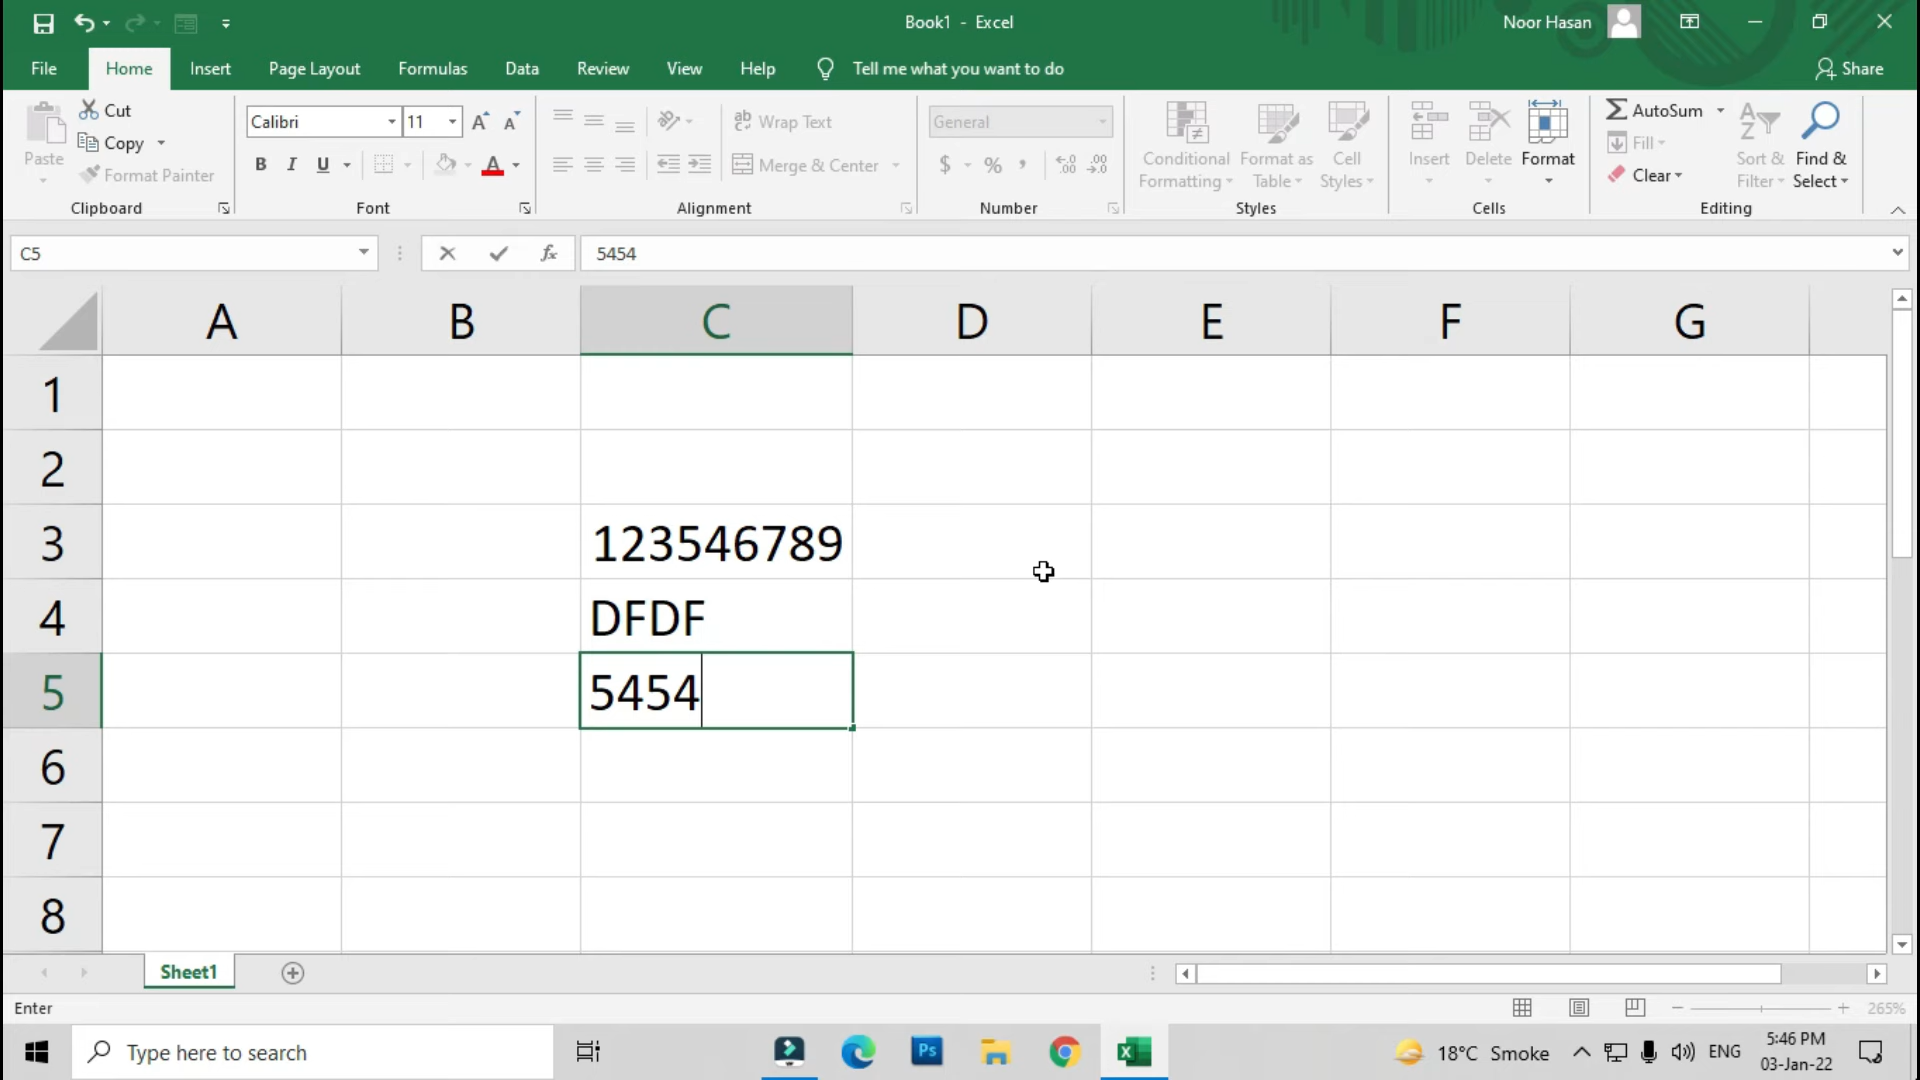 Book1 - Excel
Noor Hasan
File Home Insert Page Layout Formulas Data Review View Help Tell me what you want to do Share
Paste
Cut
Copy
Format Painter
Clipboard
Calibri 11 A A
B I U A
Font
ab Wrap Text
Merge & Center
Alignment
General
$ % ,
Number
Conditional Formatting
Format as Table
Cell Styles
Styles
Insert Delete Format
Cells
AutoSum
Fill
Clear
Sort & Filter
Find & Select
Editing
C5 fx 5454
A B C D E F G
1
2
3 123546789
4 DFDF
5 5454
6
7
8
Sheet1
Enter 265%
Type here to search
Ps
18°C Smoke ENG 5:46 PM
03-Jan-22